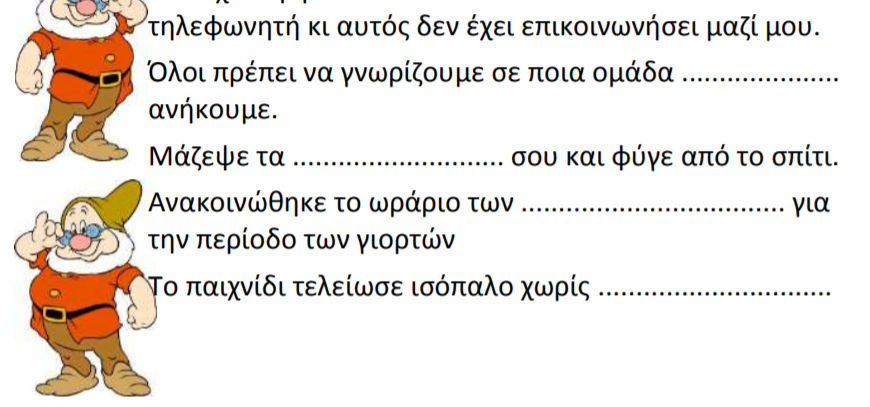 τηλεφωνητή κι αυτός δεν έχει επικοινωνήσει μαζί μου.
Όλοι πρέπει να γνωρίζουμε σε ποια ομάδα .....................
ανήκουμε.
Μάζεψε τα ............................ σου και φύγε από το σπίτι.
Ανακοινώθηκε το ωράριο των ................................... για
την περίοδο των γιορτών
Το παιχνίδι τελείωσε ισόπαλο χωρίς ...............................